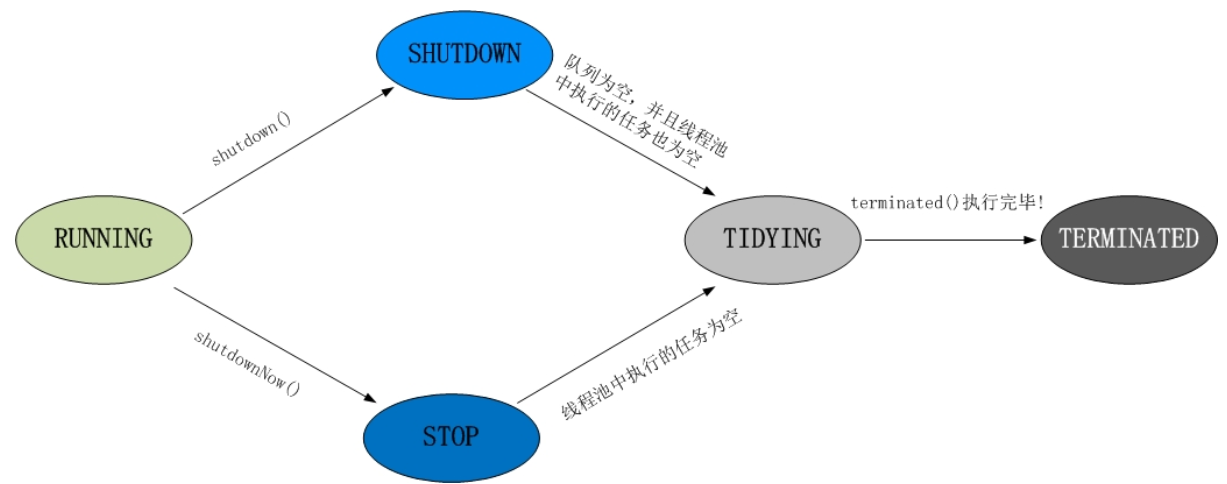 SHUTDOWN
队列为空，并且线程池
中执行的任务也为空
shutdown()
terminated()执行完毕!
RUNNING
TIDYING
TERMINATED
shutdownNow()
线程池中执行的任务为空
STOP